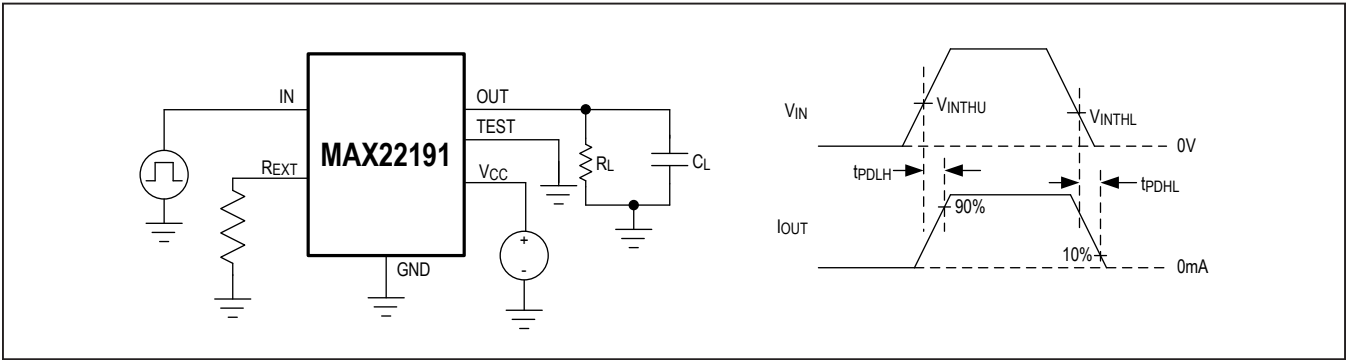 IN
OUT
TEST
MAX22191
REXT
VCC
RL
CL
+
-
GND
VIN
VINTHU
VINTHL
0V
tPDLH
tPDHL
90%
IOUT
10%
0mA